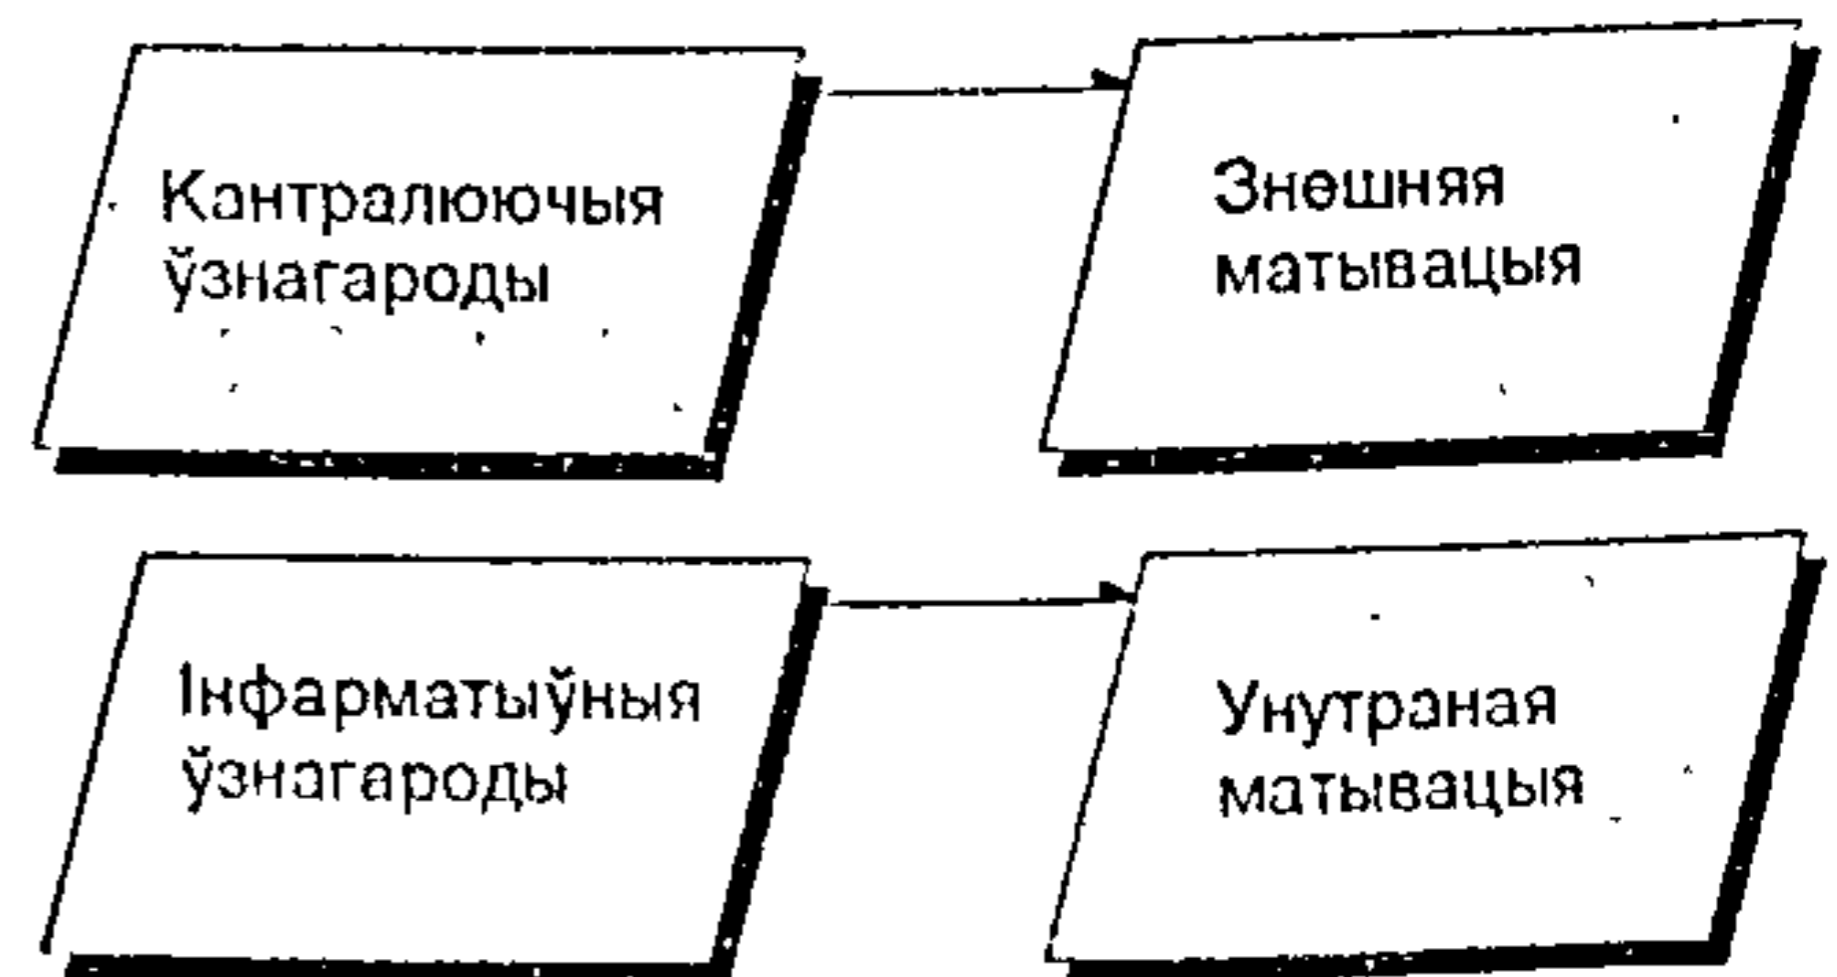 Кантралюючыя
ўзнагароды
Знешняя
матывацыя
Інфарматыўныя
ўзнагароды
Унутраная
матывацыя